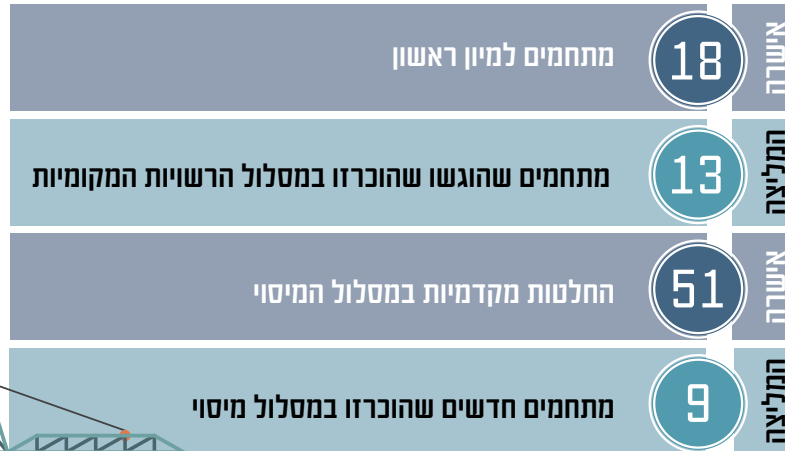 אישרה
18
מתחמים למיון ראשון
המליצה
13
מתחמים שהוגשו שהוכרזו במסלול הרשויות המקומיות
אישרה
51
החלטות מקדמיות במסלול המיסוי
המליצה
9
מתחמים חדשים שהוכרזו במסלול מיסוי